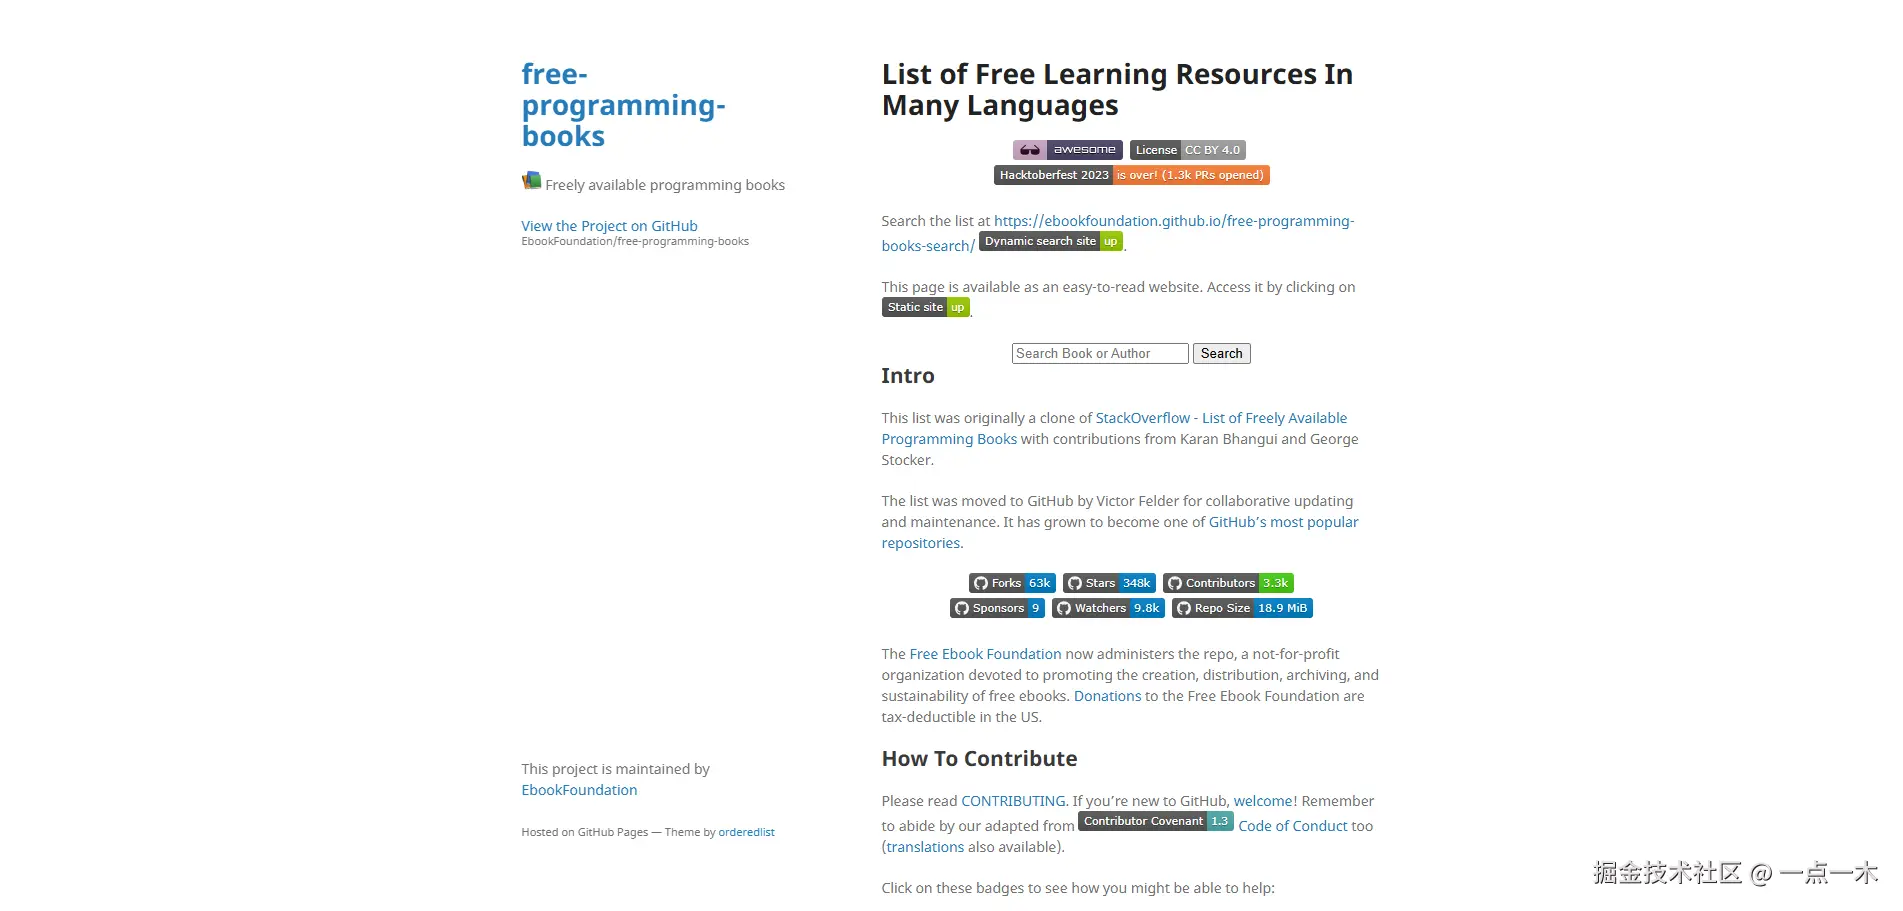 free-
programming-
books
Freely available programming books
View the Project on GitHub
EbookFoundation/free-programming-books
This project is maintained by
EbookFoundation
Hosted on GitHub Pages — Theme by orderedlist
List of Free Learning Resources In
Many Languages
awesome License CC BY 4.0
Hacktoberfest 2023 is over! (1.3k PRs opened)
Search the list at https://ebookfoundation.github.io/free-programming-
books-search/ Dynamic search site up.
This page is available as an easy-to-read website. Access it by clicking on
Static site up.
Search Book or Author Search
Intro
This list was originally a clone of StackOverflow - List of Freely Available
Programming Books with contributions from Karan Bhangui and George
Stocker.
The list was moved to GitHub by Victor Felder for collaborative updating
and maintenance. It has grown to become one of GitHub’s most popular
repositories.
Forks 63k Stars 348k Contributors 3.3k
Sponsors 9 Watchers 9.8k Repo Size 18.9 MiB
The Free Ebook Foundation now administers the repo, a not-for-profit
organization devoted to promoting the creation, distribution, archiving, and
sustainability of free ebooks. Donations to the Free Ebook Foundation are
tax-deductible in the US.
How To Contribute
Please read CONTRIBUTING. If you’re new to GitHub, welcome! Remember
to abide by our adapted from Contributor Covenant 1.3 Code of Conduct too
(translations also available).
Click on these badges to see how you might be able to help:
掘金技术社区 @ 一点一木